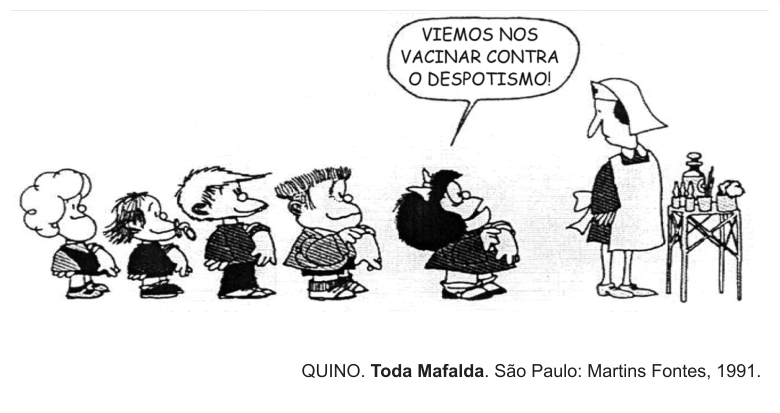 VIEMOS NOS
VACINAR CONTRA
O DESPOTISMO!
QUINO. Toda Mafalda. São Paulo: Martins Fontes, 1991.